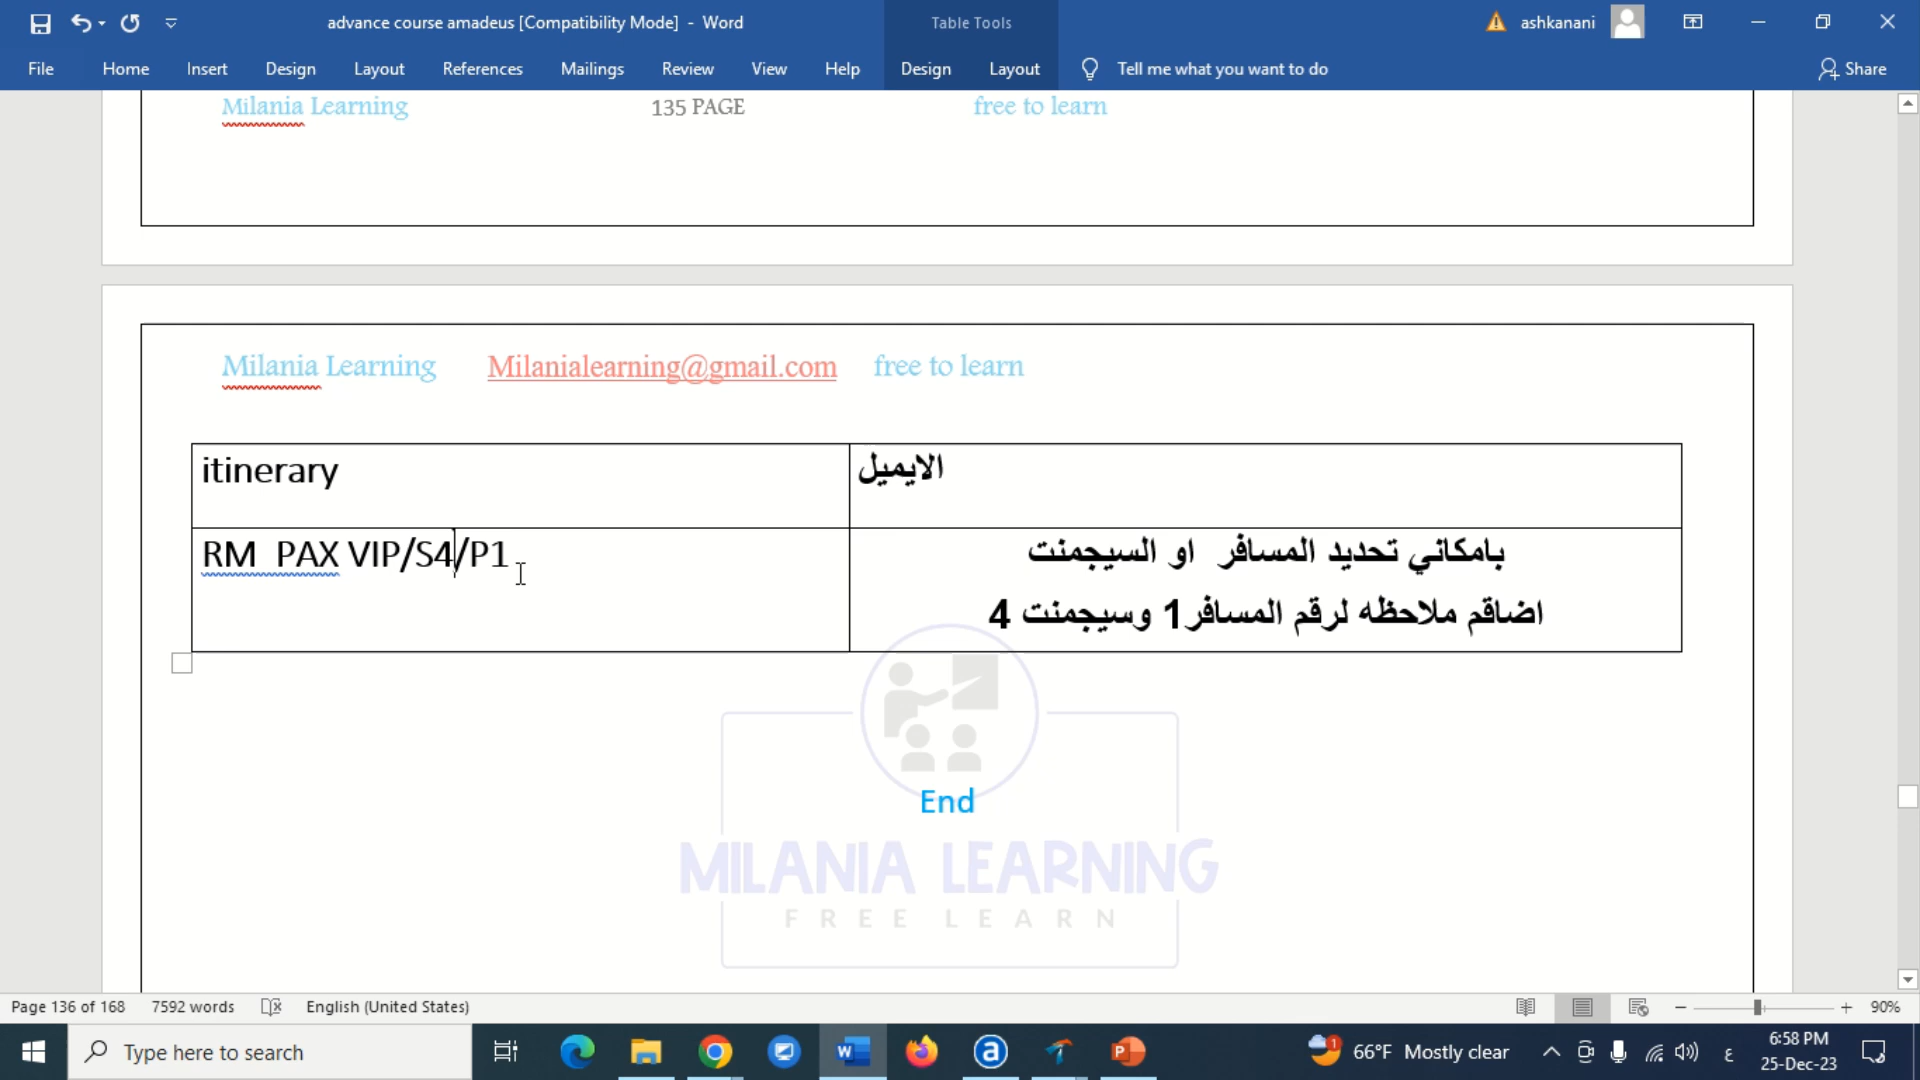 advance course amadeus [Compatibility Mode] - Word
Table Tools
ashkanani
File Home Insert Design Layout References Mailings Review View Help Design Layout Tell me what you want to do Share
Milania Learning 135 PAGE free to learn
Milania Learning Milanialearning@gmail.com free to learn
itinerary
الايميل
RM PAX VIP/S4/P1
بامكاني تحديد المسافر او السيجمنت
اضاقم ملاحظه لرقم المسافر1 وسيجمنت 4
End
MILANIA LEARNING
FREE LEARN
Page 136 of 168 7592 words English (United States) 90%
Type here to search
1 66°F Mostly clear ع 6:58 PM
25-Dec-23